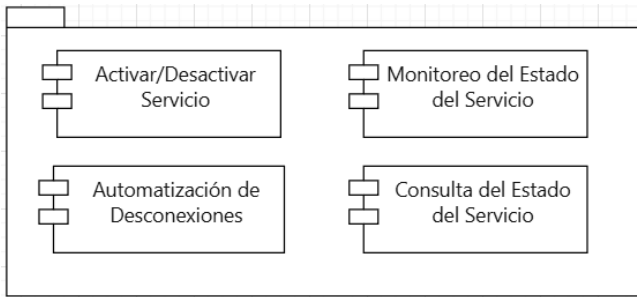 Activar/Desactivar
Servicio
Monitoreo del Estado
del Servicio
Automatización de
Desconexiones
Consulta del Estado
del Servicio